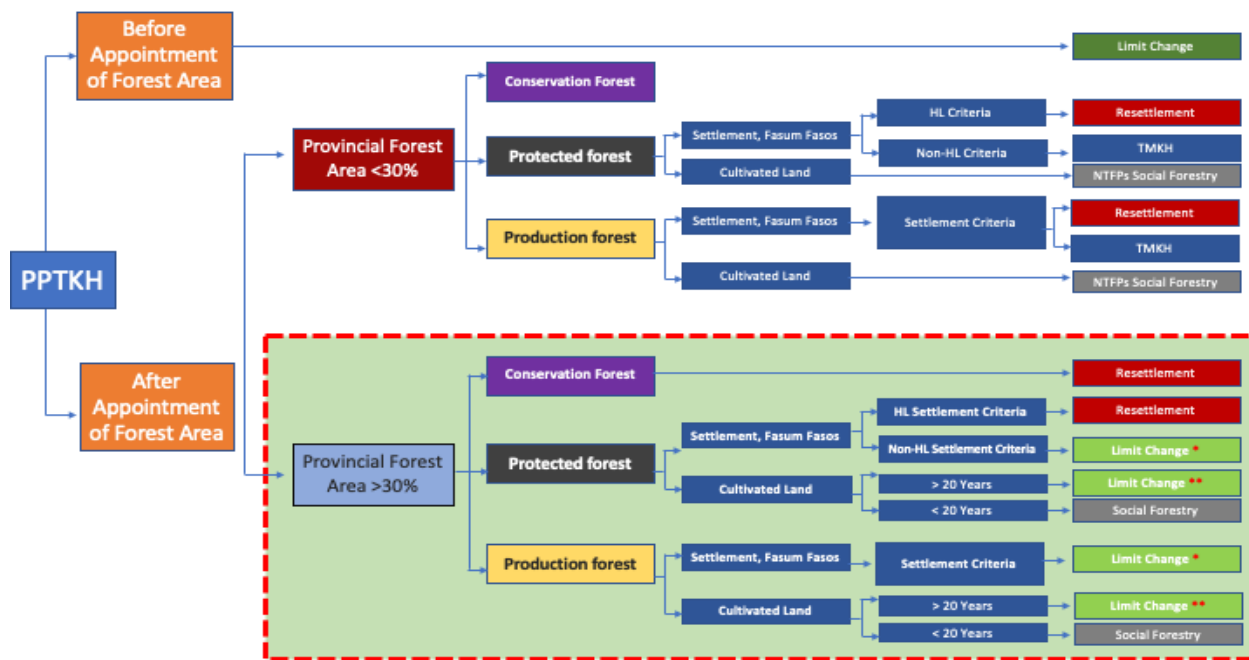 Before
Appointment
of Forest Area
Limit Change
Conservation Forest
Provincial Forest
Area <30%
Protected forest
Settlement, Fasum Fasos
HL Criteria
Resettlement
Non-HL Criteria
TMKH
Cultivated Land
NTFPs Social Forestry
Production forest
Settlement, Fasum Fasos
Settlement Criteria
Resettlement
TMKH
Cultivated Land
NTFPs Social Forestry
PPTKH
After
Appointment
of Forest Area
Provincial Forest
Area >30%
Conservation Forest
Resettlement
Protected forest
Settlement, Fasum Fasos
HL Settlement Criteria
Resettlement
Non-HL Settlement Criteria
Limit Change *
Cultivated Land
> 20 Years
Limit Change **
< 20 Years
Social Forestry
Production forest
Settlement, Fasum Fasos
Settlement Criteria
Limit Change *
Cultivated Land
> 20 Years
Limit Change **
< 20 Years
Social Forestry